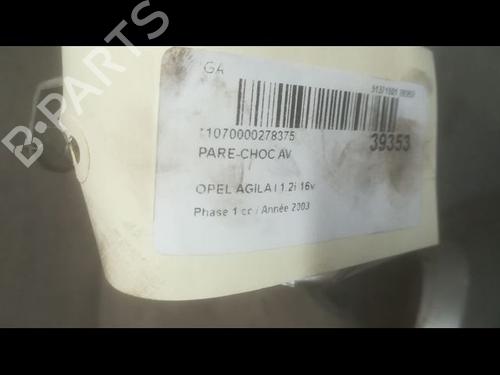 G4
39353
11070000278375
PARE-CHOC AV
OPEL AGILA I 1.2i 16v
Phase 1 cc / Année 2003
B-PARTS